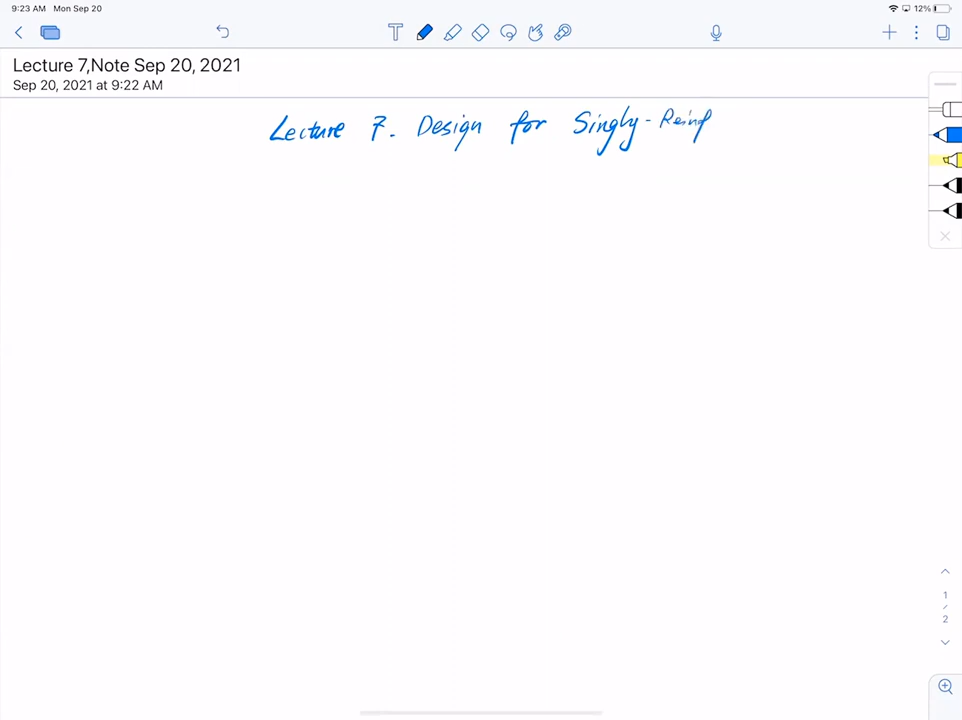 9:23 AM Mon Sep 20
12%
T
Lecture 7,Note Sep 20, 2021
Sep 20, 2021 at 9:22 AM
Lecture 7. Design for Singly-Reinf
1
/
2